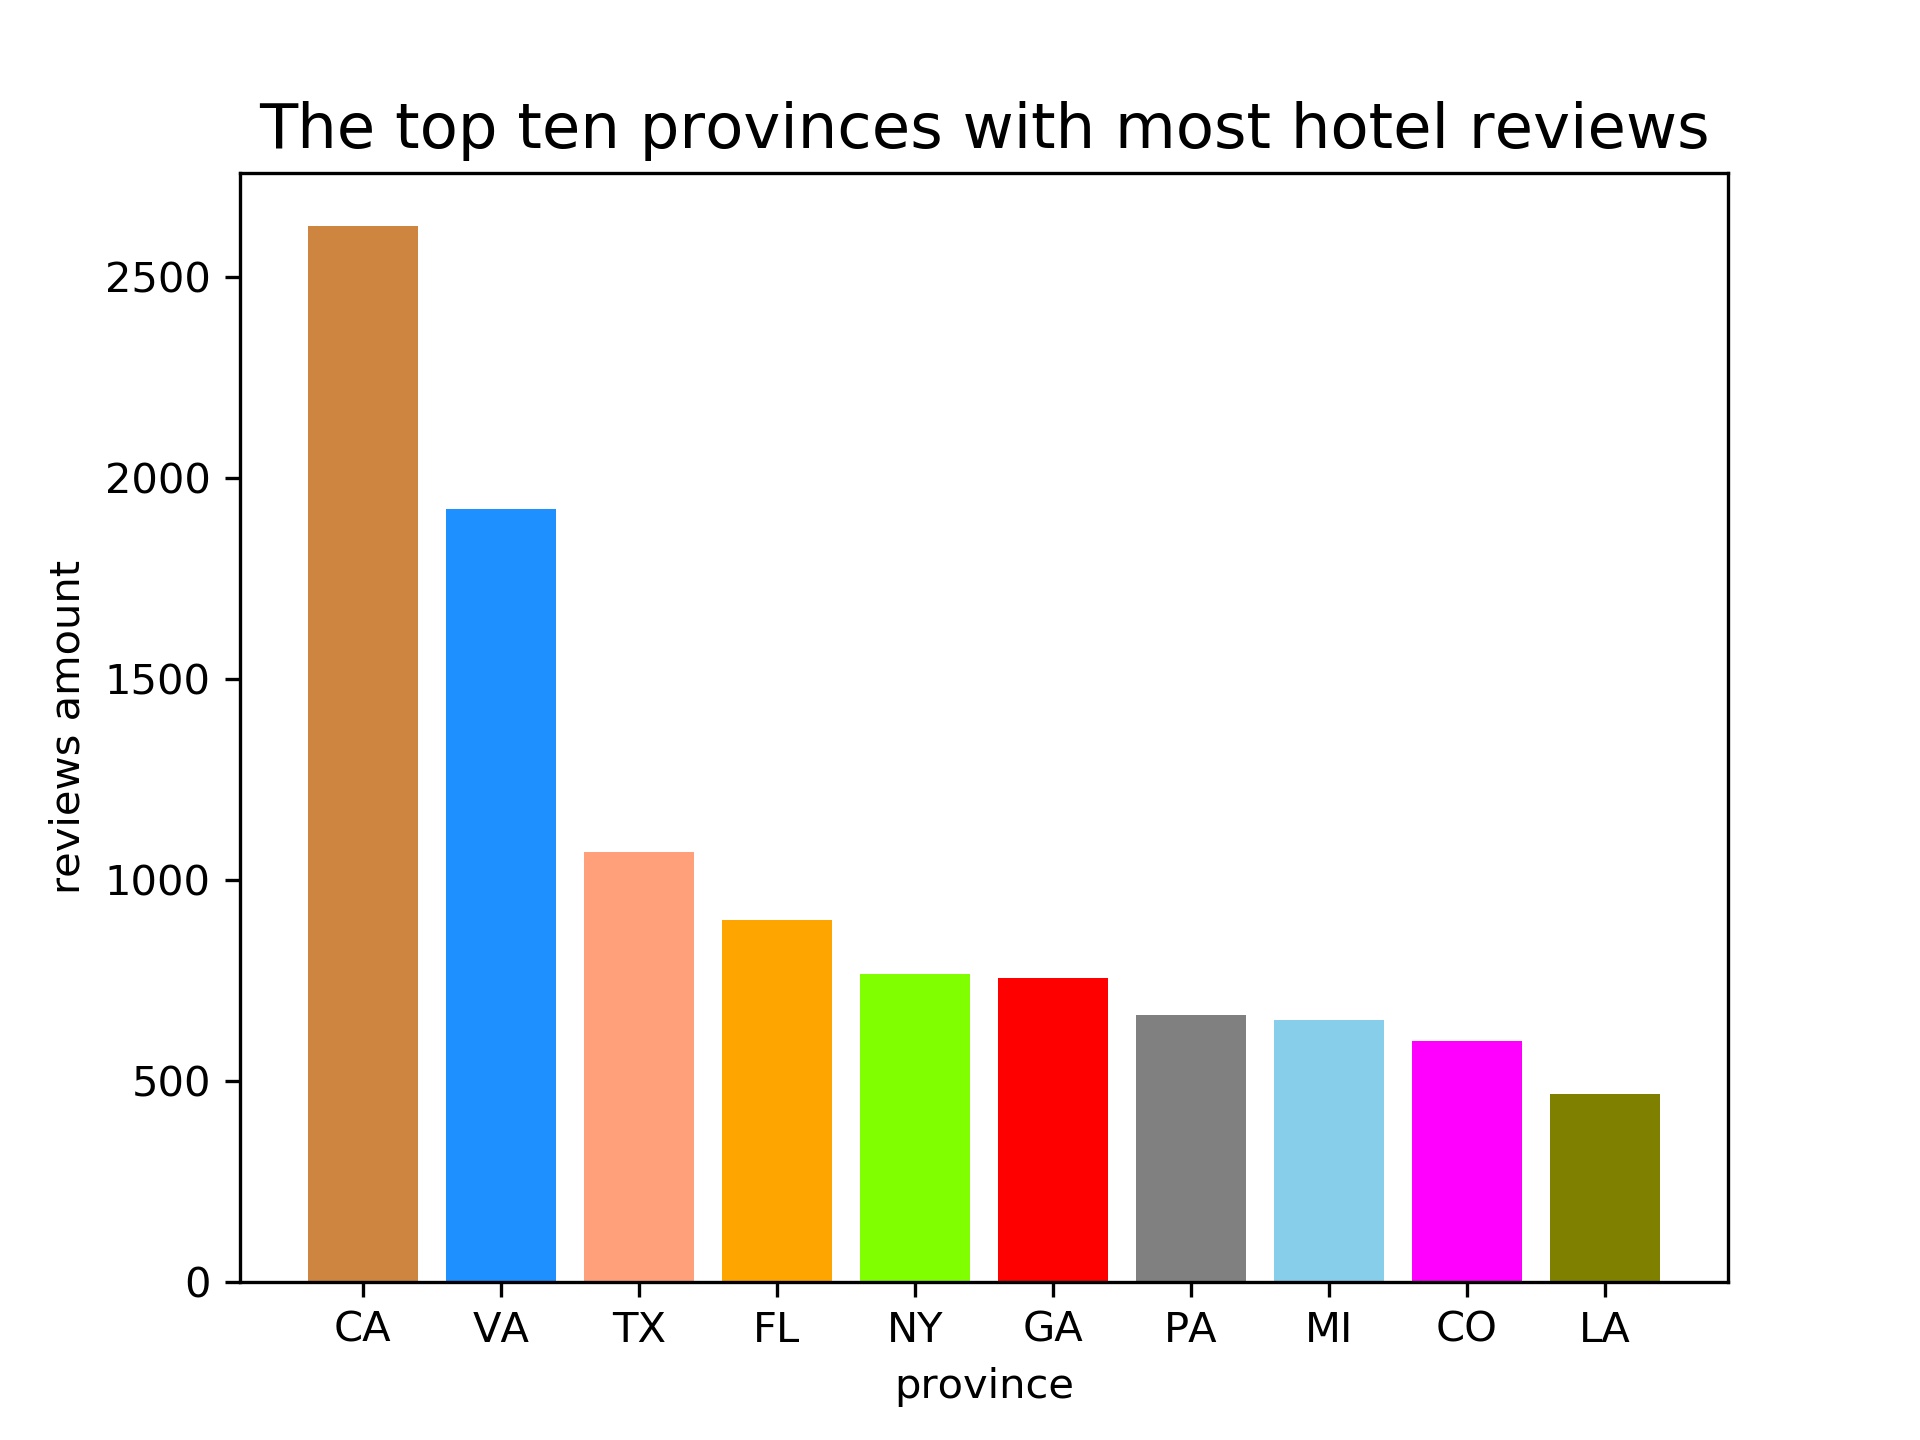 The top ten provinces with most hotel reviews
reviews amount
2500
2000
1500
1000
500
0
CA VA TX FL NY GA PA MI CO LA
province